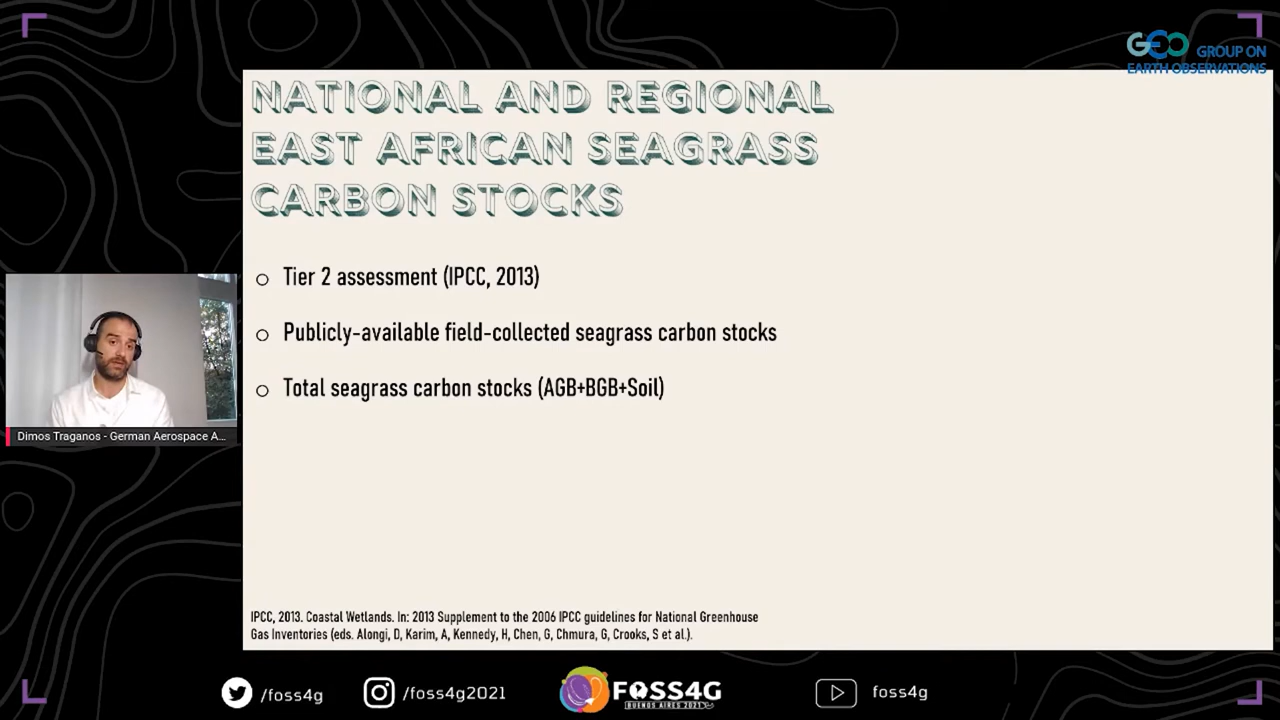 GEO GROUP ON
EARTH OBSERVATIONS
NATIONAL AND REGIONAL
EAST AFRICAN SEAGRASS
CARBON STOCKS
o Tier 2 assessment (IPCC, 2013)
o Publicly-available field-collected seagrass carbon stocks
o Total seagrass carbon stocks (AGB+BGB+Soil)
Dimos Traganos - German Aerospace A...
IPCC, 2013. Coastal Wetlands. In: 2013 Supplement to the 2006 IPCC guidelines for National Greenhouse
Gas Inventories (eds. Alongi, D, Karim, A, Kennedy, H, Chen, G, Chmura, G, Crooks, S et al.).
/foss4g
/foss4g2021
FOSS4G
BUENOS AIRES 2021
foss4g